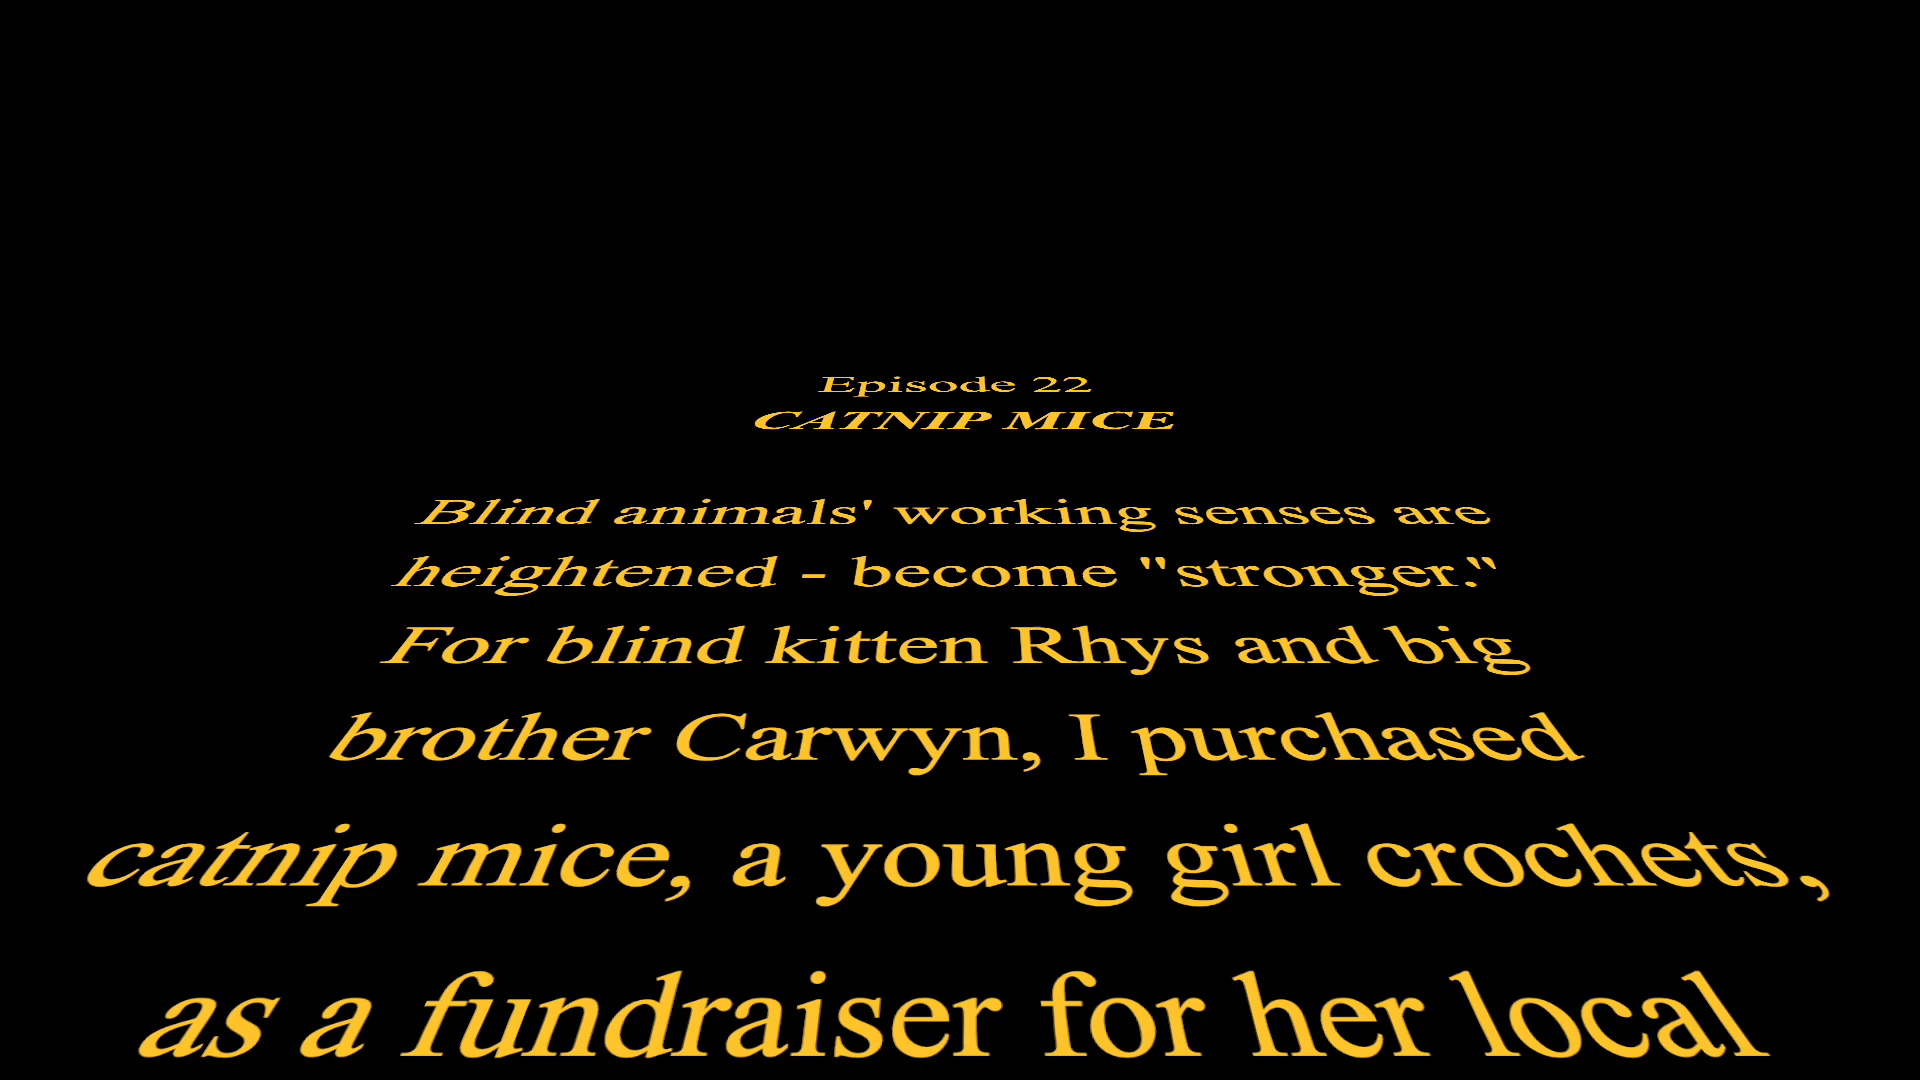 Episode 22
CATNIP MICE
Blind animals' working senses are
heightened - become "stronger."
For blind kitten Rhys and big
brother Carwyn, I purchased
catnip mice, a young girl crochets,
as a fundraiser for her local